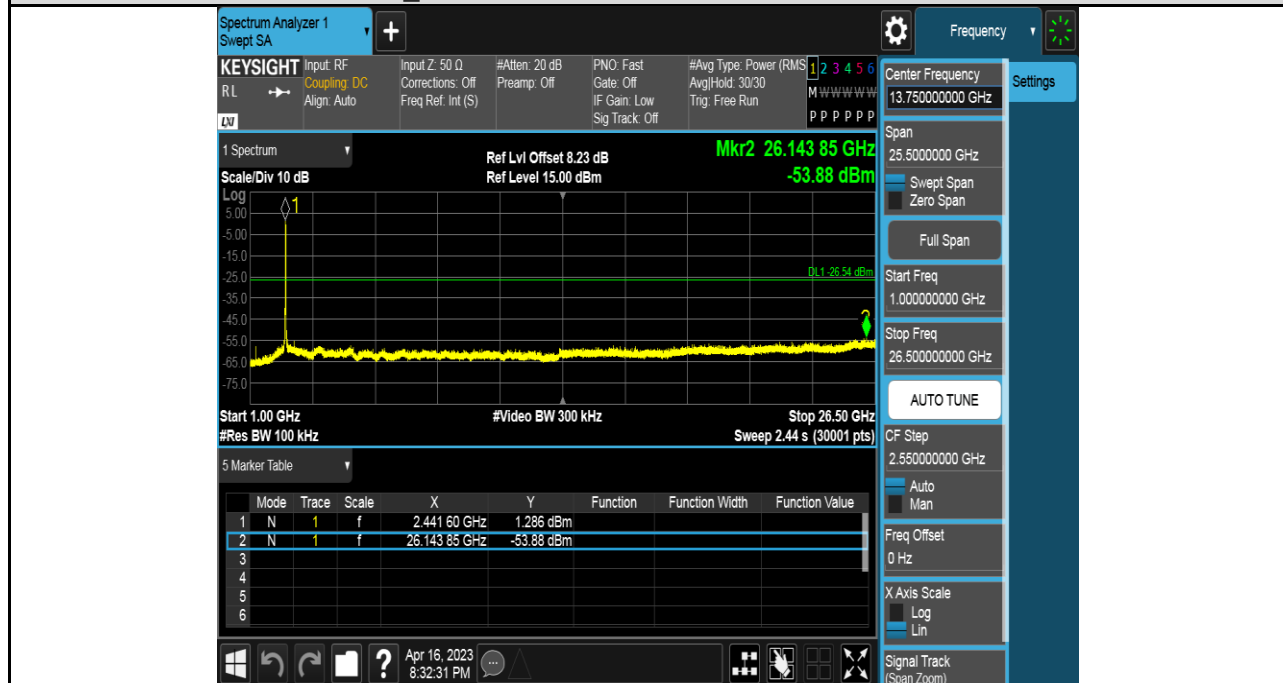 Spectrum Analyzer 1
Swept SA
+
Frequency
KEYSIGHT
RL
LXI
Input: RF
Coupling: DC
Align: Auto
Input Z: 50 Ω
Corrections: Off
Freq Ref: Int (S)
#Atten: 20 dB
Preamp: Off
PNO: Fast
Gate: Off
IF Gain: Low
Sig Track: Off
#Avg Type: Power (RMS
Avg|Hold: 30/30
Trig: Free Run
1 2 3 4 5 6
M W W W W W
P P P P P P
1 Spectrum
Scale/Div 10 dB
Ref Lvl Offset 8.23 dB
Ref Level 15.00 dBm
Mkr2 26.143 85 GHz
-53.88 dBm
Log
5.00
-5.00
-15.0
-25.0
-35.0
-45.0
-55.0
-65.0
-75.0
1
DL1 -26.54 dBm
Start 1.00 GHz
#Video BW 300 kHz
Stop 26.50 GHz
#Res BW 100 kHz
Sweep 2.44 s (30001 pts)
5 Marker Table
Mode Trace Scale X Y Function Function Width Function Value
1 N 1 f 2.441 60 GHz 1.286 dBm
2 N 1 f 26.143 85 GHz -53.88 dBm
3
4
5
6
?
Apr 16, 2023
8:32:31 PM
Center Frequency
13.750000000 GHz
Settings
Span
25.5000000 GHz
Swept Span
Zero Span
Full Span
Start Freq
1.000000000 GHz
Stop Freq
26.500000000 GHz
AUTO TUNE
CF Step
2.550000000 GHz
Auto
Man
Freq Offset
0 Hz
X Axis Scale
Log
Lin
Signal Track
(Span Zoom)